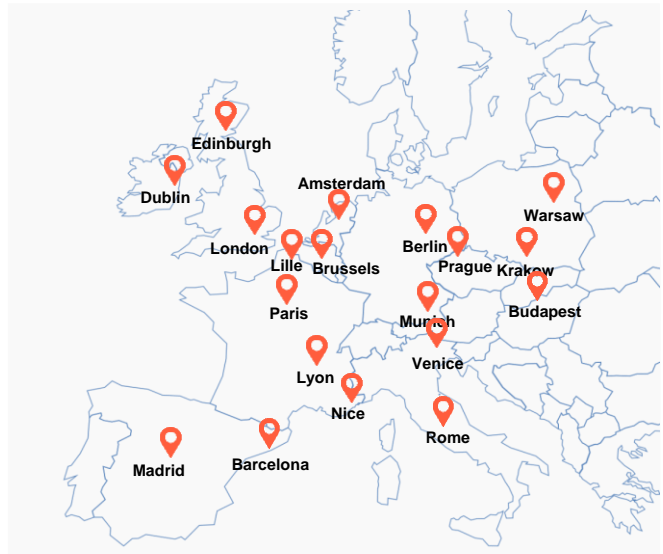 Edinburgh
Amsterdam
Dublin
Warsaw
London
Berlin
Lille
Brussels
Prague
Krakow
Paris
Munich
Budapest
Venice
Lyon
Nice
Rome
Madrid
Barcelona